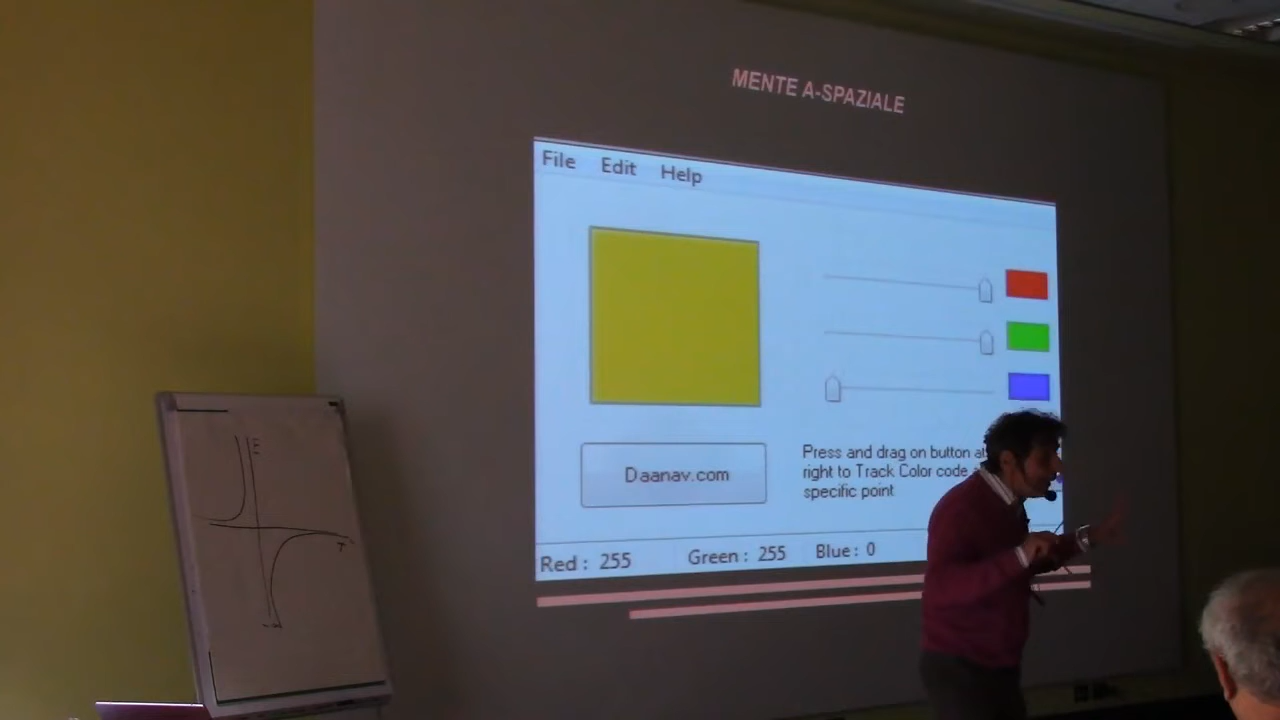 MENTE A-SPAZIALE
File Edit Help
Daanav.com
Press and drag on button at
right to Track Color code
specific point
Red : 255 Green : 255 Blue : 0
E
T